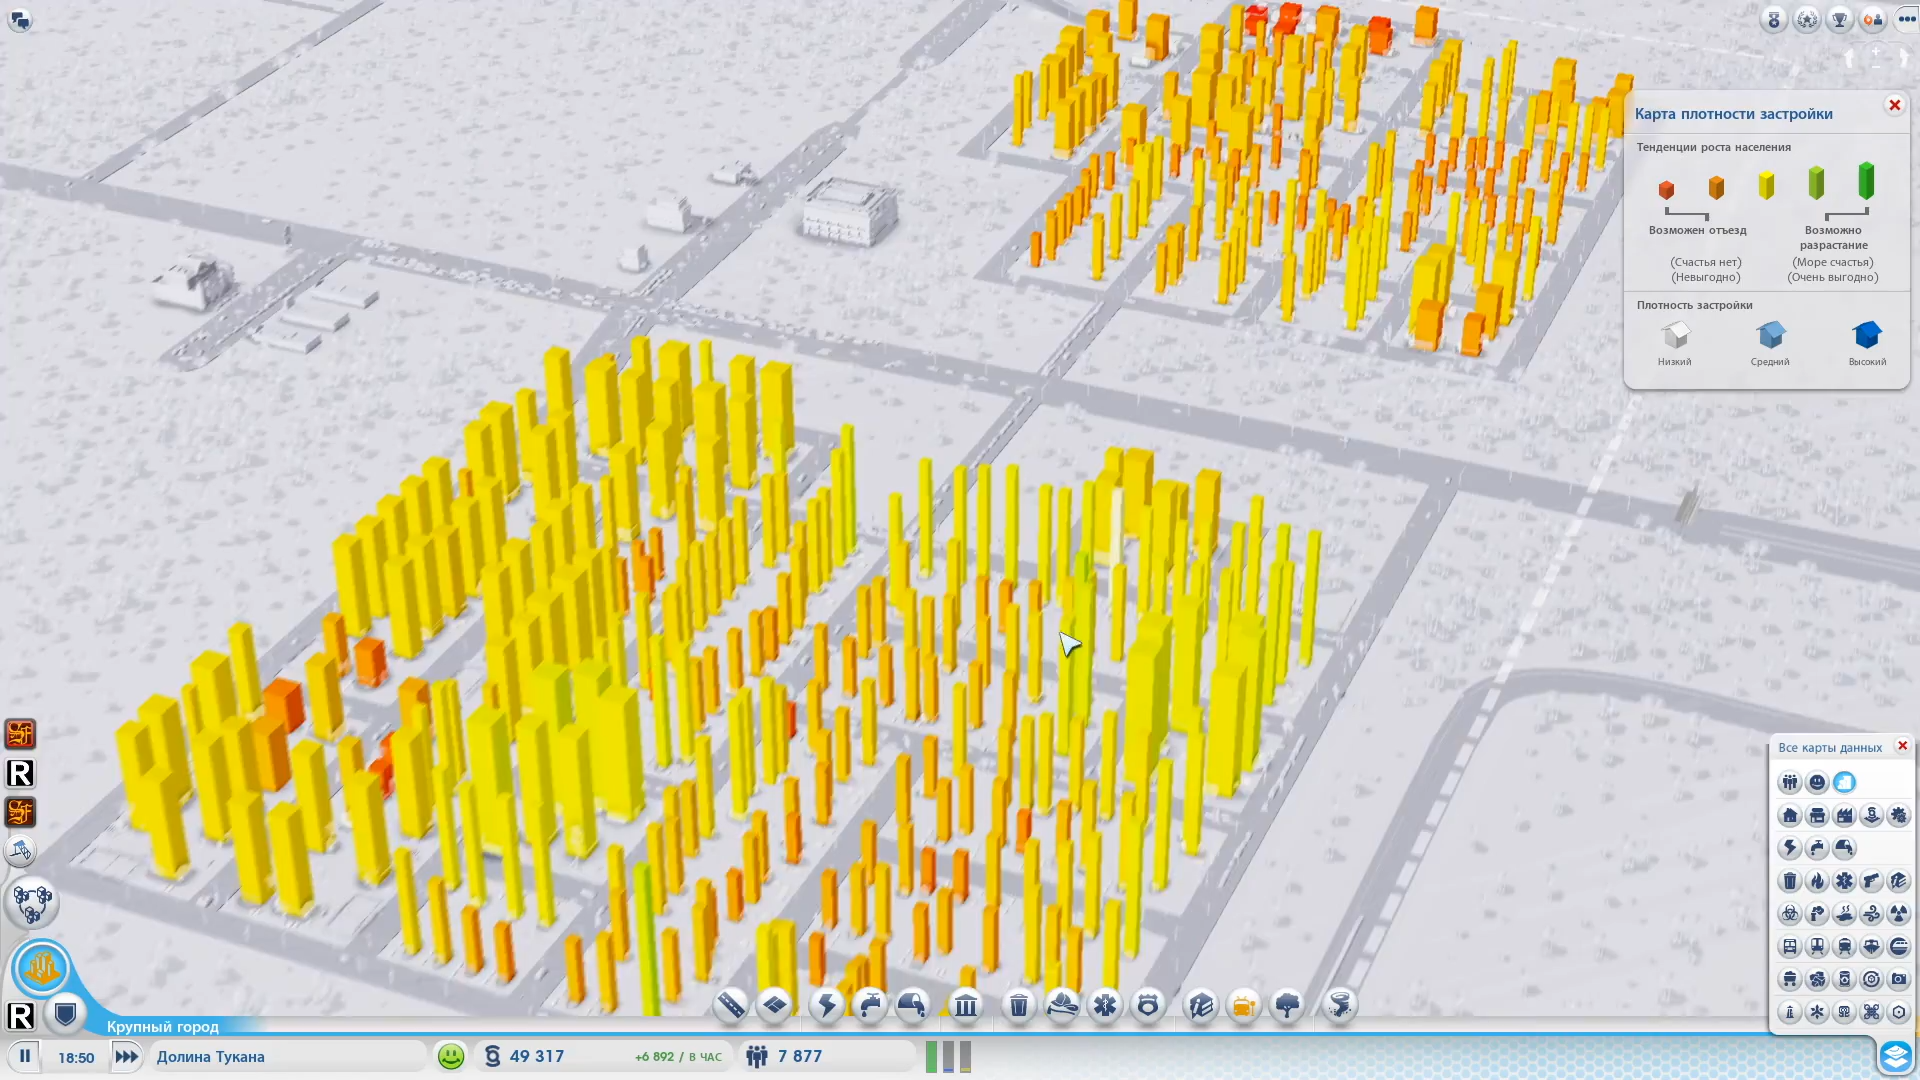 Карта плотности застройки
Тенденции роста населения
Возможен отъезд
Возможно
разрастание
(Счастья нет)
(Море счастья)
(Невыгодно)
(Очень выгодно)
Плотность застройки
Низкий
Средний
Высокий
Все карты данных
R
R
Крупный город
18:50
Долина Тукана
49 317
+6 892 / В ЧАС
7 877